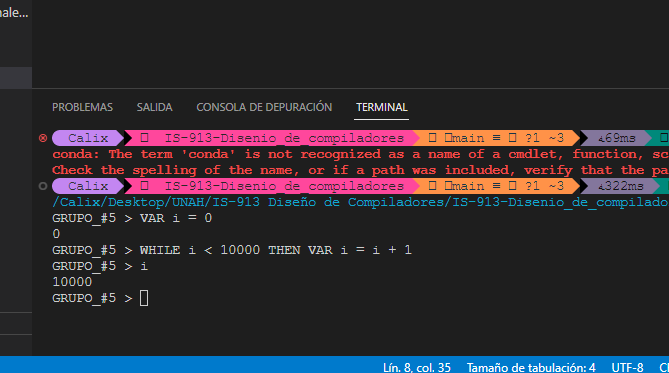 nale...
PROBLEMAS SALIDA CONSOLA DE DEPURACIÓN TERMINAL
Calix IS-913-Disenio_de_compiladores main ≡ ?1 ~3 469ms
conda: The term 'conda' is not recognized as a name of a cmdlet, function, sc
Check the spelling of the name, or if a path was included, verify that the pa
Calix IS-913-Disenio_de_compiladores main ≡ ?1 ~3 322ms
/Calix/Desktop/UNAH/IS-913 Diseño de Compiladores/IS-913-Disenio_de_compilado
GRUPO_#5 > VAR i = 0
0
GRUPO_#5 > WHILE i < 10000 THEN VAR i = i + 1
GRUPO_#5 > i
10000
GRUPO_#5 >
Lín. 8, col. 35 Tamaño de tabulación: 4 UTF-8